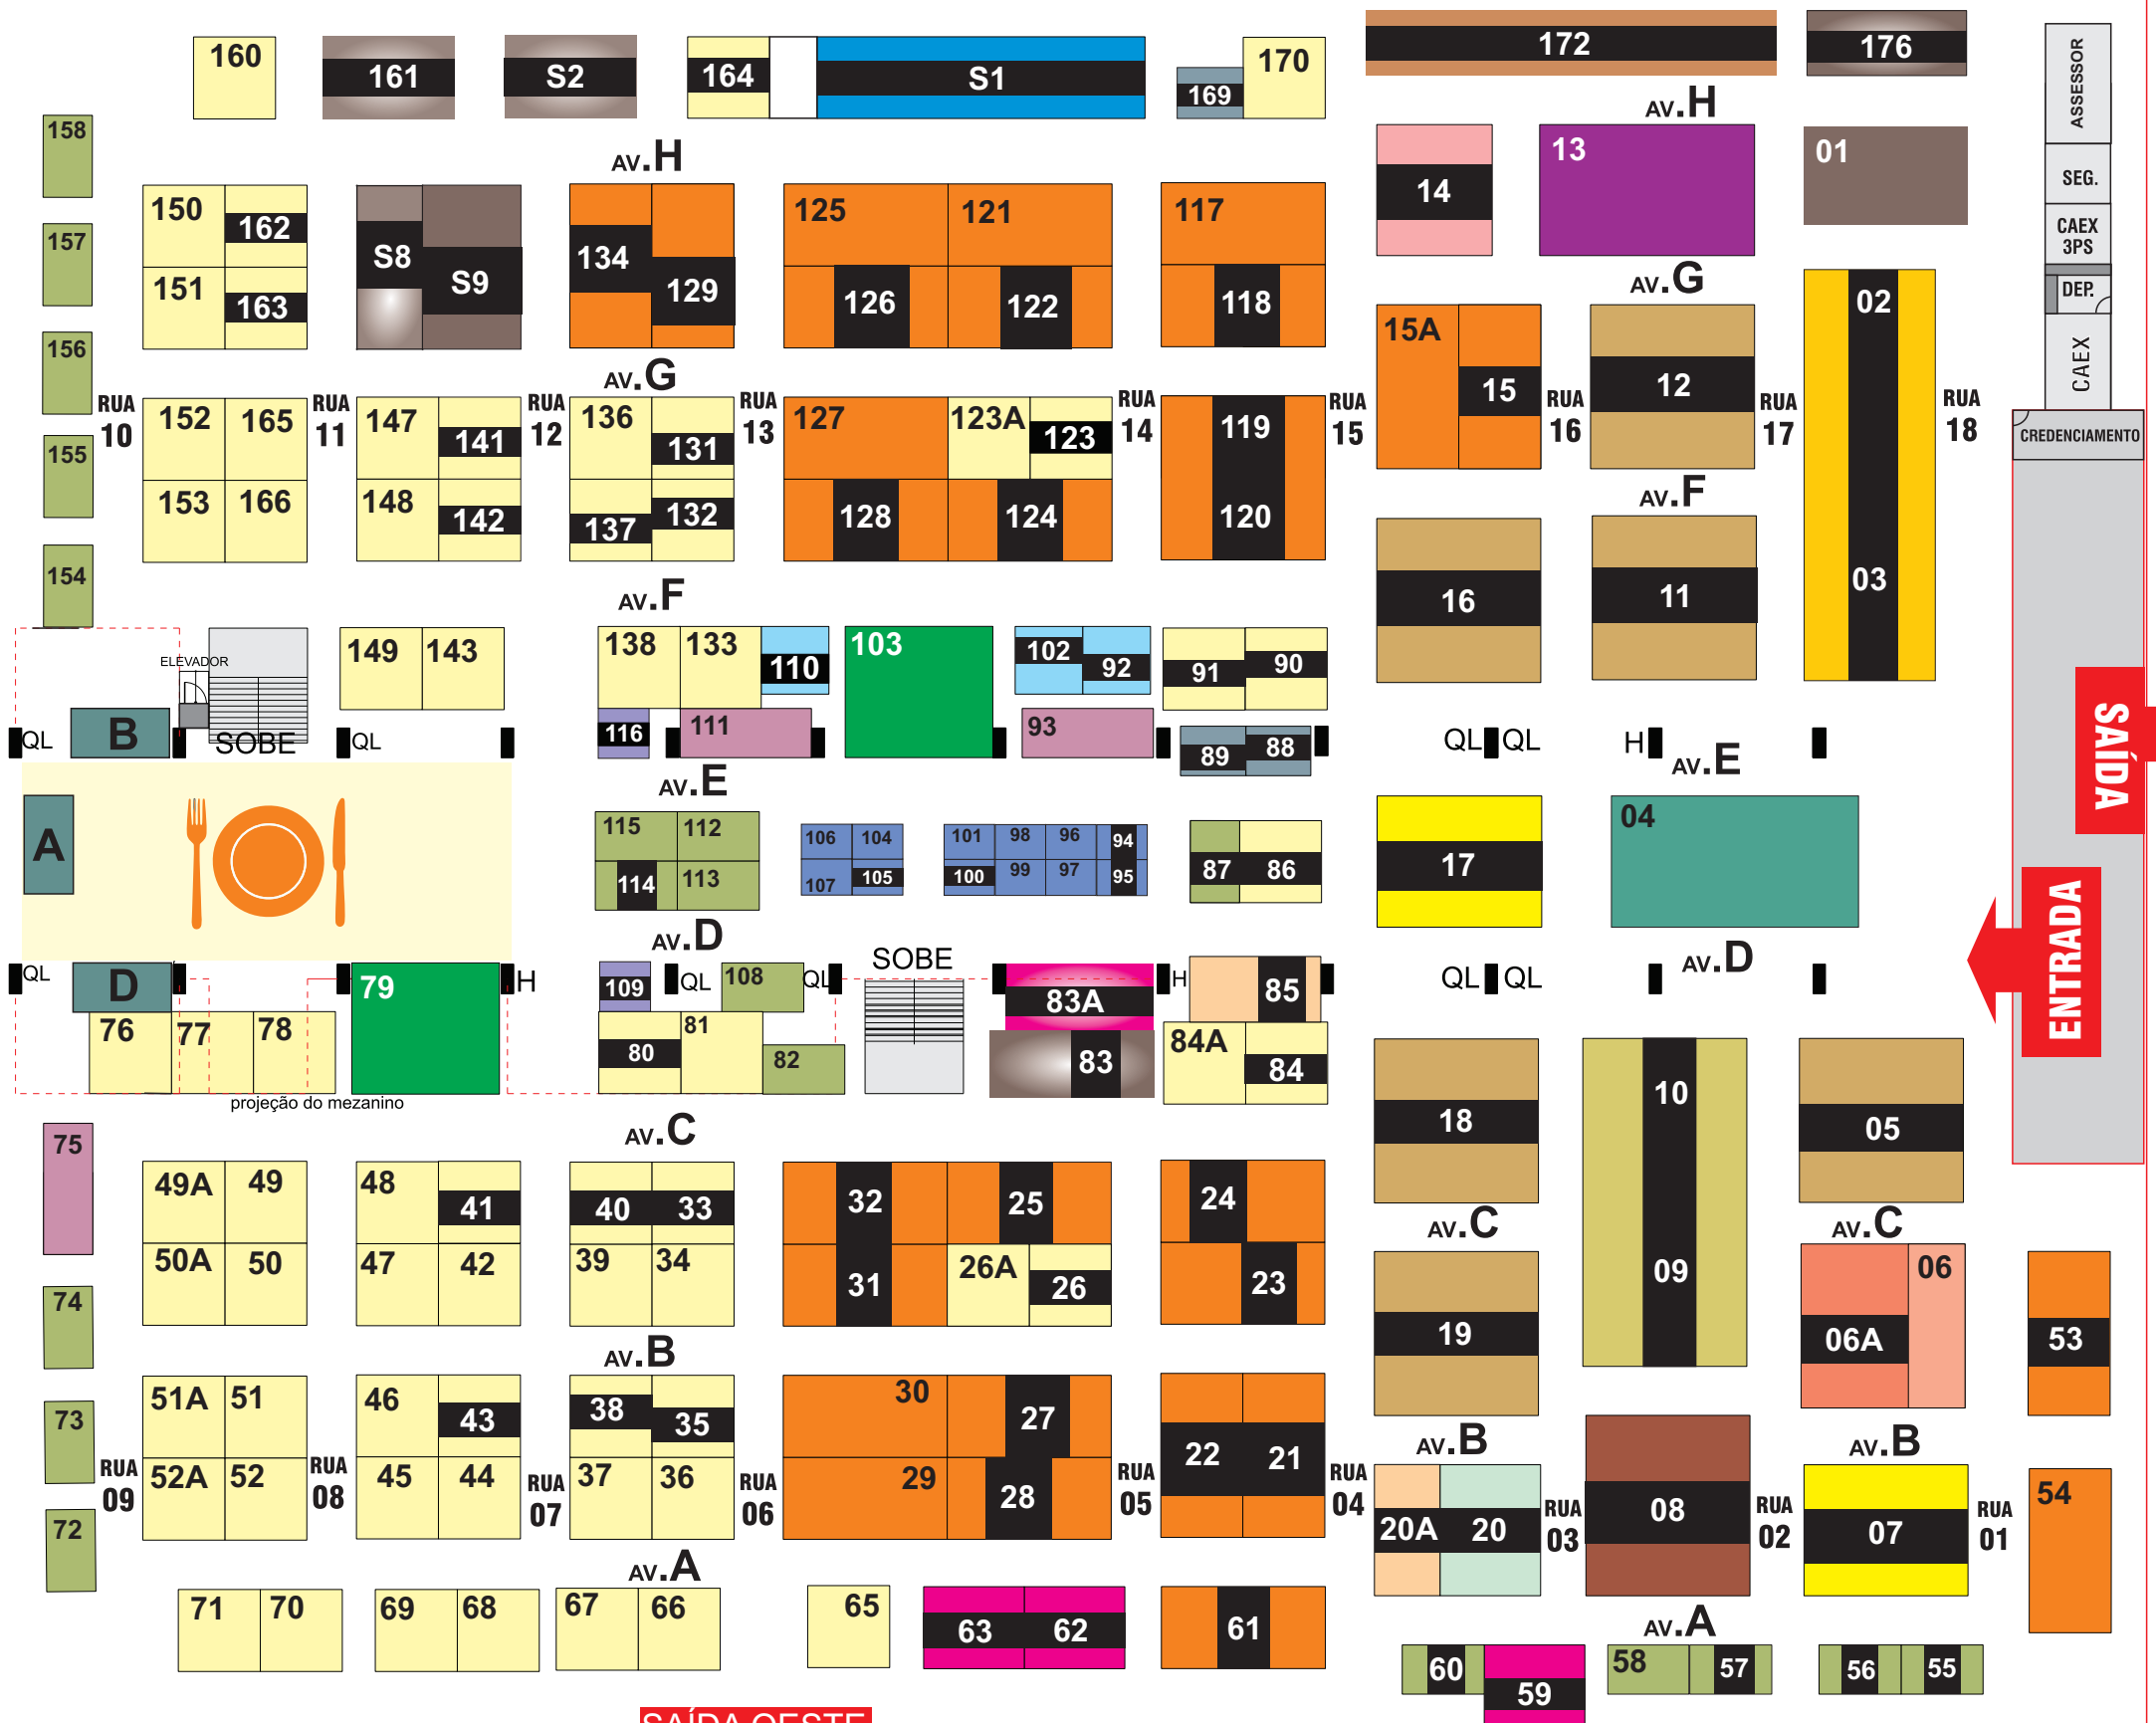 160
161
S2
164
S1
169
170
172
176
ASSESSOR
AV.H
AV.H
158
150
162
S8
S9
134
129
125
121
117
14
13
01
SEG.
CAEX
3PS
157
151
163
126
122
118
AV.G
02
DEP.
CAEX
156
AV.G
15A
15
12
RUA
10
152
165
RUA
11
147
141
RUA
12
136
131
RUA
13
127
123A
123
RUA
14
119
RUA
15
RUA
16
RUA
17
RUA
18
CREDENCIAMENTO
155
153
166
148
142
137
132
128
124
120
AV.F
154
AV.F
16
11
03
ELEVADOR
149
143
138
133
110
103
102
92
91
90
B
QL
SOBE
QL
116
111
93
89
88
QL
QL
H
AV.E
SAÍDA
AV.E
A
115
112
114
113
106
104
107
105
101
98
96
94
100
99
97
95
87
86
17
04
ENTRADA
AV.D
SOBE
AV.D
QL
D
79
H
109
QL
108
QL
83A
H
85
QL
QL
76
77
78
80
81
82
83
84A
84
10
18
05
projeção do mezanino
AV.C
75
49A
49
48
41
40
33
32
25
24
AV.C
AV.C
50A
50
47
42
39
34
31
26A
26
23
19
09
06A
06
53
74
AV.B
51A
51
46
43
38
35
30
27
22
21
AV.B
AV.B
73
RUA
09
52A
52
RUA
08
45
44
RUA
07
37
36
RUA
06
29
28
RUA
05
RUA
04
20A
20
RUA
03
08
RUA
02
07
RUA
01
54
72
AV.A
71
70
69
68
67
66
65
63
62
61
AV.A
60
59
58
57
56
55
SAÍDA OESTE